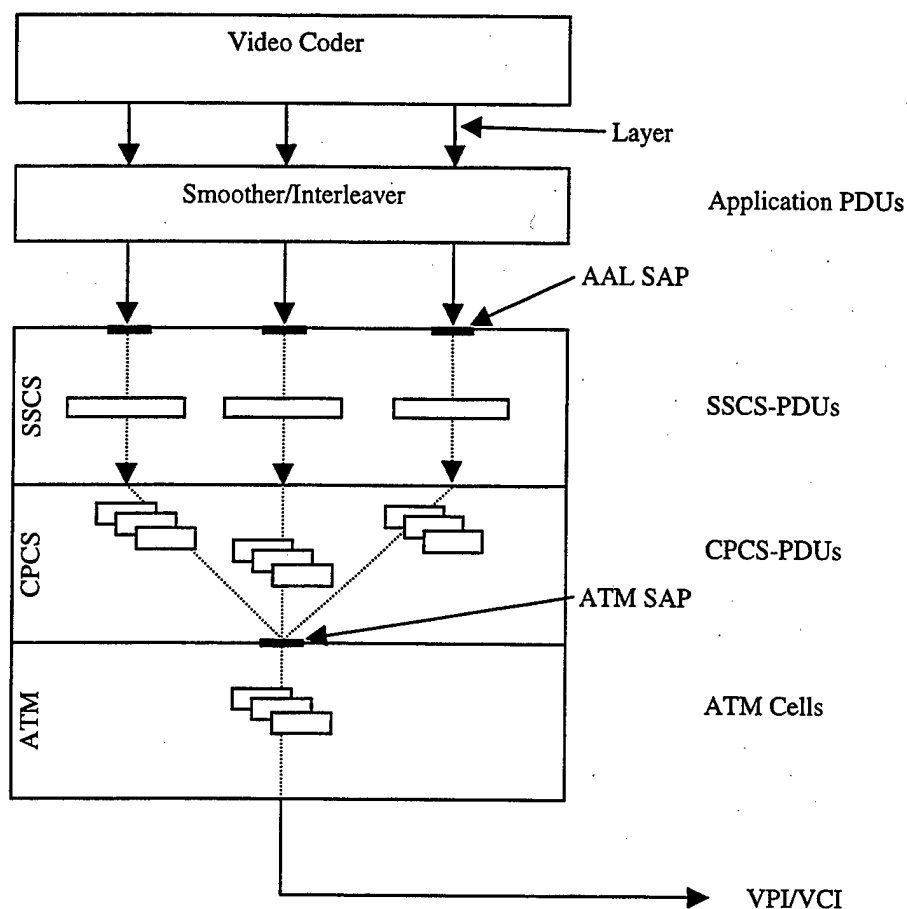 Video Coder
Layer
Smoother/Interleaver
Application PDUs
AAL SAP
SSCS
SSCS-PDUs
CPCS
CPCS-PDUs
ATM SAP
ATM
ATM Cells
VPI/VCI